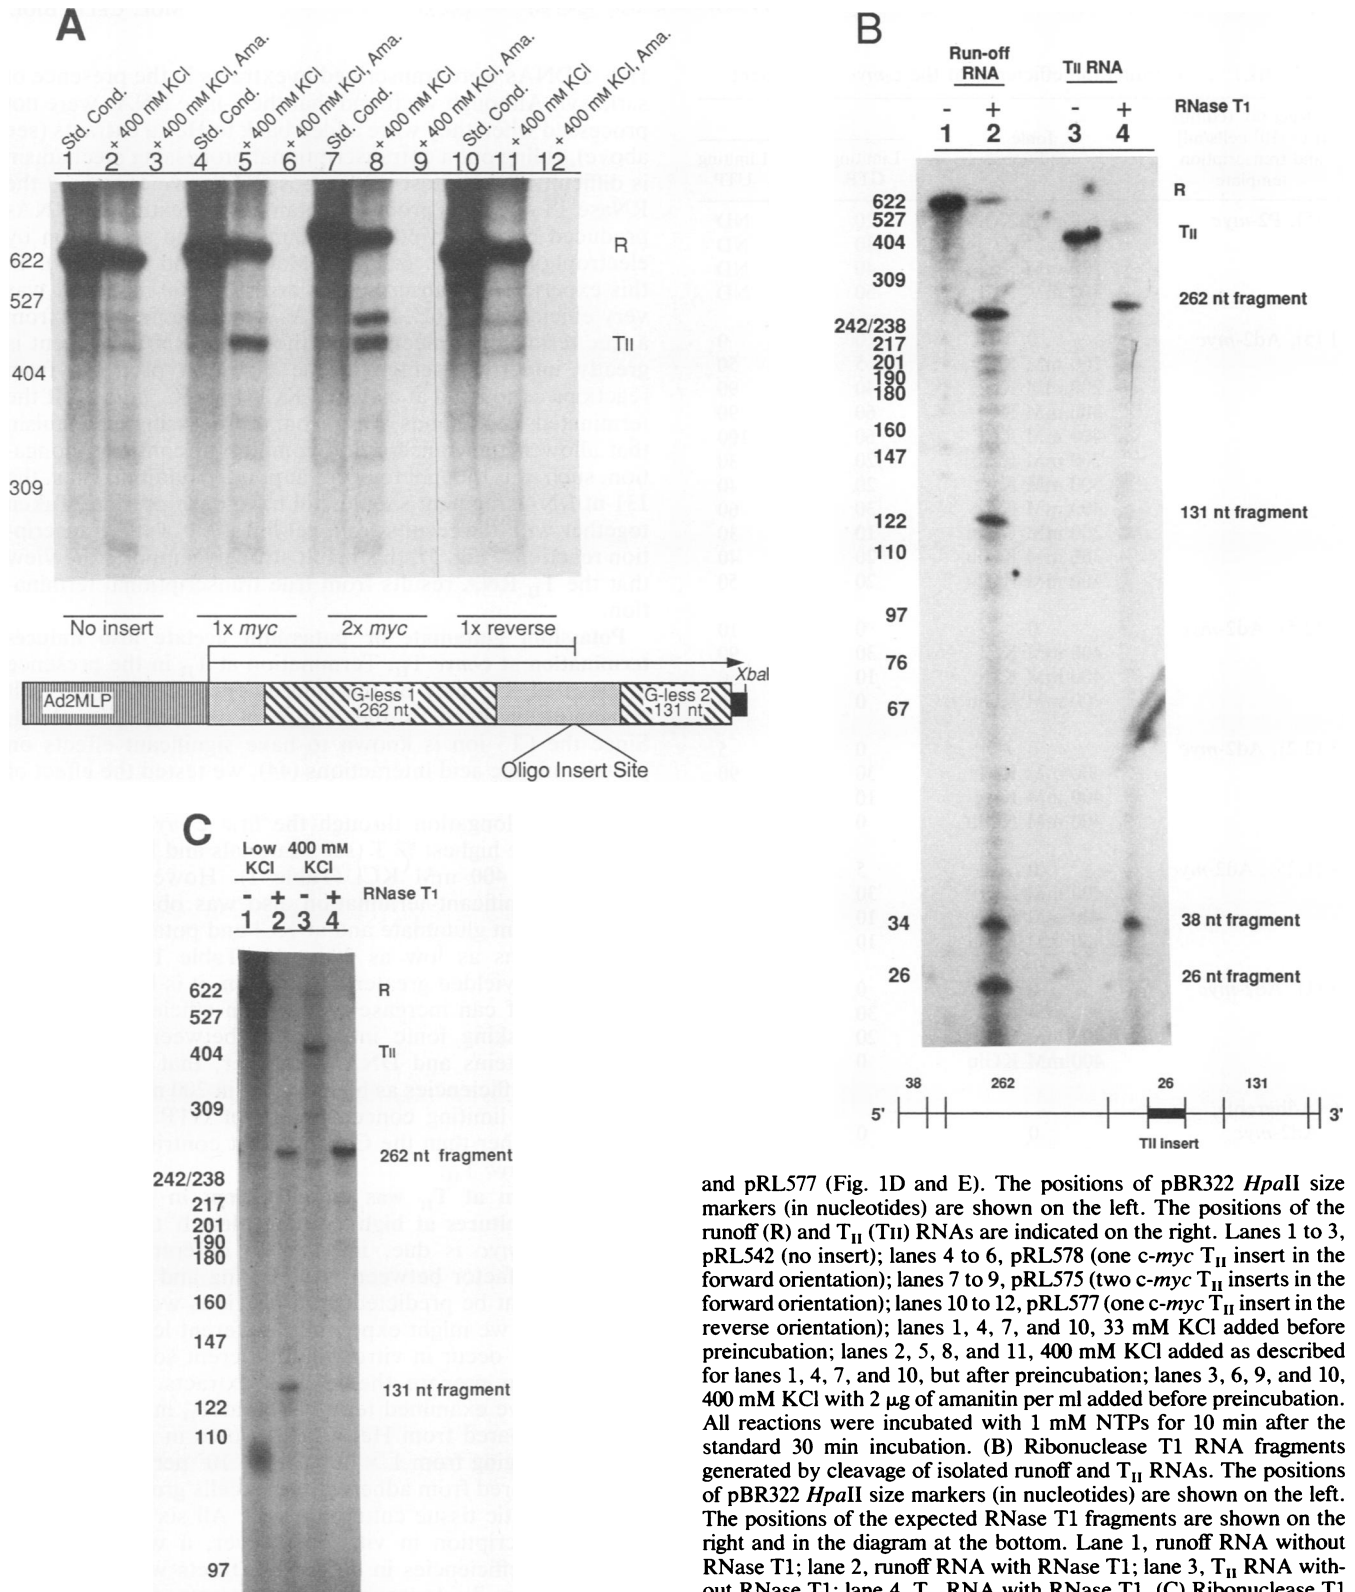 A
Std. Cond.
+ 400 mM KCl
+ 400 mM KCl, Ama.
Std. Cond.
+ 400 mM KCl
+ 400 mM KCl, Ama.
Std. Cond.
+ 400 mM KCl
+ 400 mM KCl, Ama.
Std. Cond.
+ 400 mM KCl
+ 400 mM KCl, Ama.
1 2 3 4 5 6 7 8 9 10 11 12
R
622
527
TII
404
309
No insert 1x myc 2x myc 1x reverse
XbaI
Ad2MLP
G-less 1
262 nt
G-less 2
131 nt
Oligo Insert Site
B
Run-off
RNA
TII RNA
- + - + RNase T1
1 2 3 4
R
622
527
TII
404
309
262 nt fragment
242/238
217
201
190
180
160
147
131 nt fragment
122
110
97
76
67
34
38 nt fragment
26
26 nt fragment
38 262 26 131
5' 3'
TII Insert
C
Low 400 mM
KCl KCl
- + - + RNase T1
1 2 3 4
622
R
527
404
TII
309
262 nt fragment
242/238
217
201
190
180
160
147
131 nt fragment
122
110
97
and pRL577 (Fig. 1D and E). The positions of pBR322 HpaII size
markers (in nucleotides) are shown on the left. The positions of the
runoff (R) and TII (TII) RNAs are indicated on the right. Lanes 1 to 3,
pRL542 (no insert); lanes 4 to 6, pRL578 (one c-myc TII insert in the
forward orientation); lanes 7 to 9, pRL575 (two c-myc TII inserts in the
forward orientation); lanes 10 to 12, pRL577 (one c-myc TII insert in the
reverse orientation); lanes 1, 4, 7, and 10, 33 mM KCl added before
preincubation; lanes 2, 5, 8, and 11, 400 mM KCl added as described
for lanes 1, 4, 7, and 10, but after preincubation; lanes 3, 6, 9, and 10,
400 mM KCl with 2 μg of amanitin per ml added before preincubation.
All reactions were incubated with 1 mM NTPs for 10 min after the
standard 30 min incubation. (B) Ribonuclease T1 RNA fragments
generated by cleavage of isolated runoff and TII RNAs. The positions
of pBR322 HpaII size markers (in nucleotides) are shown on the left.
The positions of the expected RNase T1 fragments are shown on the
right and in the diagram at the bottom. Lane 1, runoff RNA without
RNase T1; lane 2, runoff RNA with RNase T1; lane 3, TII RNA with-
out RNase T1; lane 4, TII RNA with RNase T1. (C) Ribonuclease T1